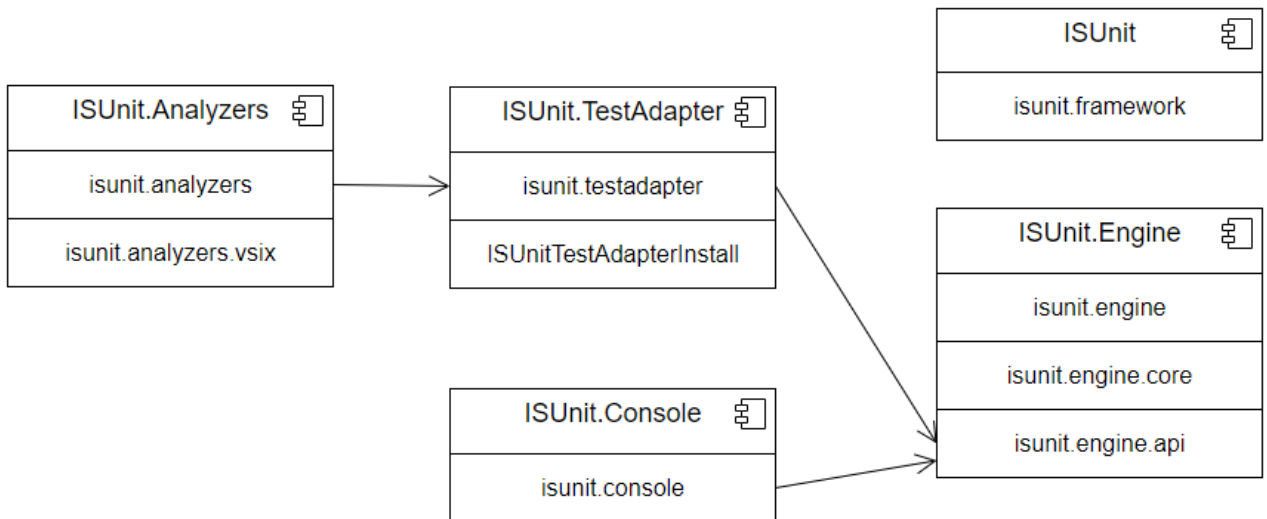 ISUnit
isunit.framework
ISUnit.Analyzers
isunit.analyzers
isunit.analyzers.vsix
ISUnit.TestAdapter
isunit.testadapter
ISUnitTestAdapterInstall
ISUnit.Engine
isunit.engine
isunit.engine.core
isunit.engine.api
ISUnit.Console
isunit.console